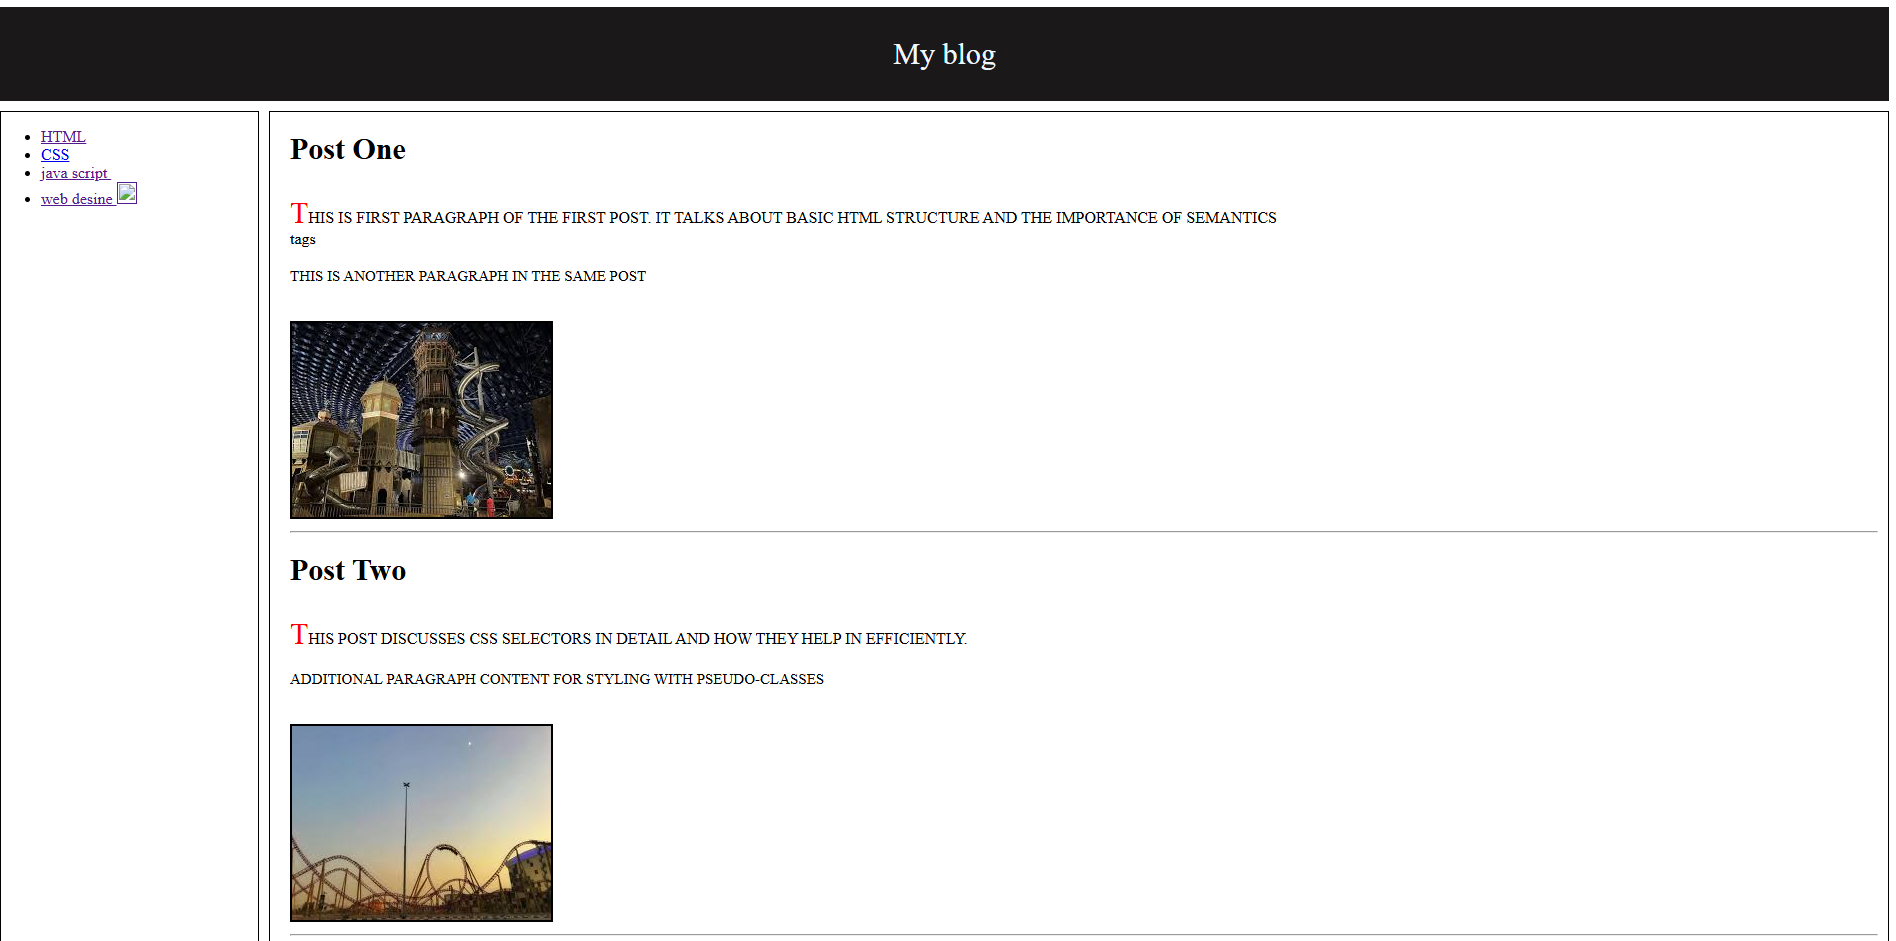 My blog
HTML
CSS
java script
web desine
Post One
THIS IS FIRST PARAGRAPH OF THE FIRST POST. IT TALKS ABOUT BASIC HTML STRUCTURE AND THE IMPORTANCE OF SEMANTICS
tags
THIS IS ANOTHER PARAGRAPH IN THE SAME POST
Post Two
THIS POST DISCUSSES CSS SELECTORS IN DETAIL AND HOW THEY HELP IN EFFICIENTLY.
ADDITIONAL PARAGRAPH CONTENT FOR STYLING WITH PSEUDO-CLASSES